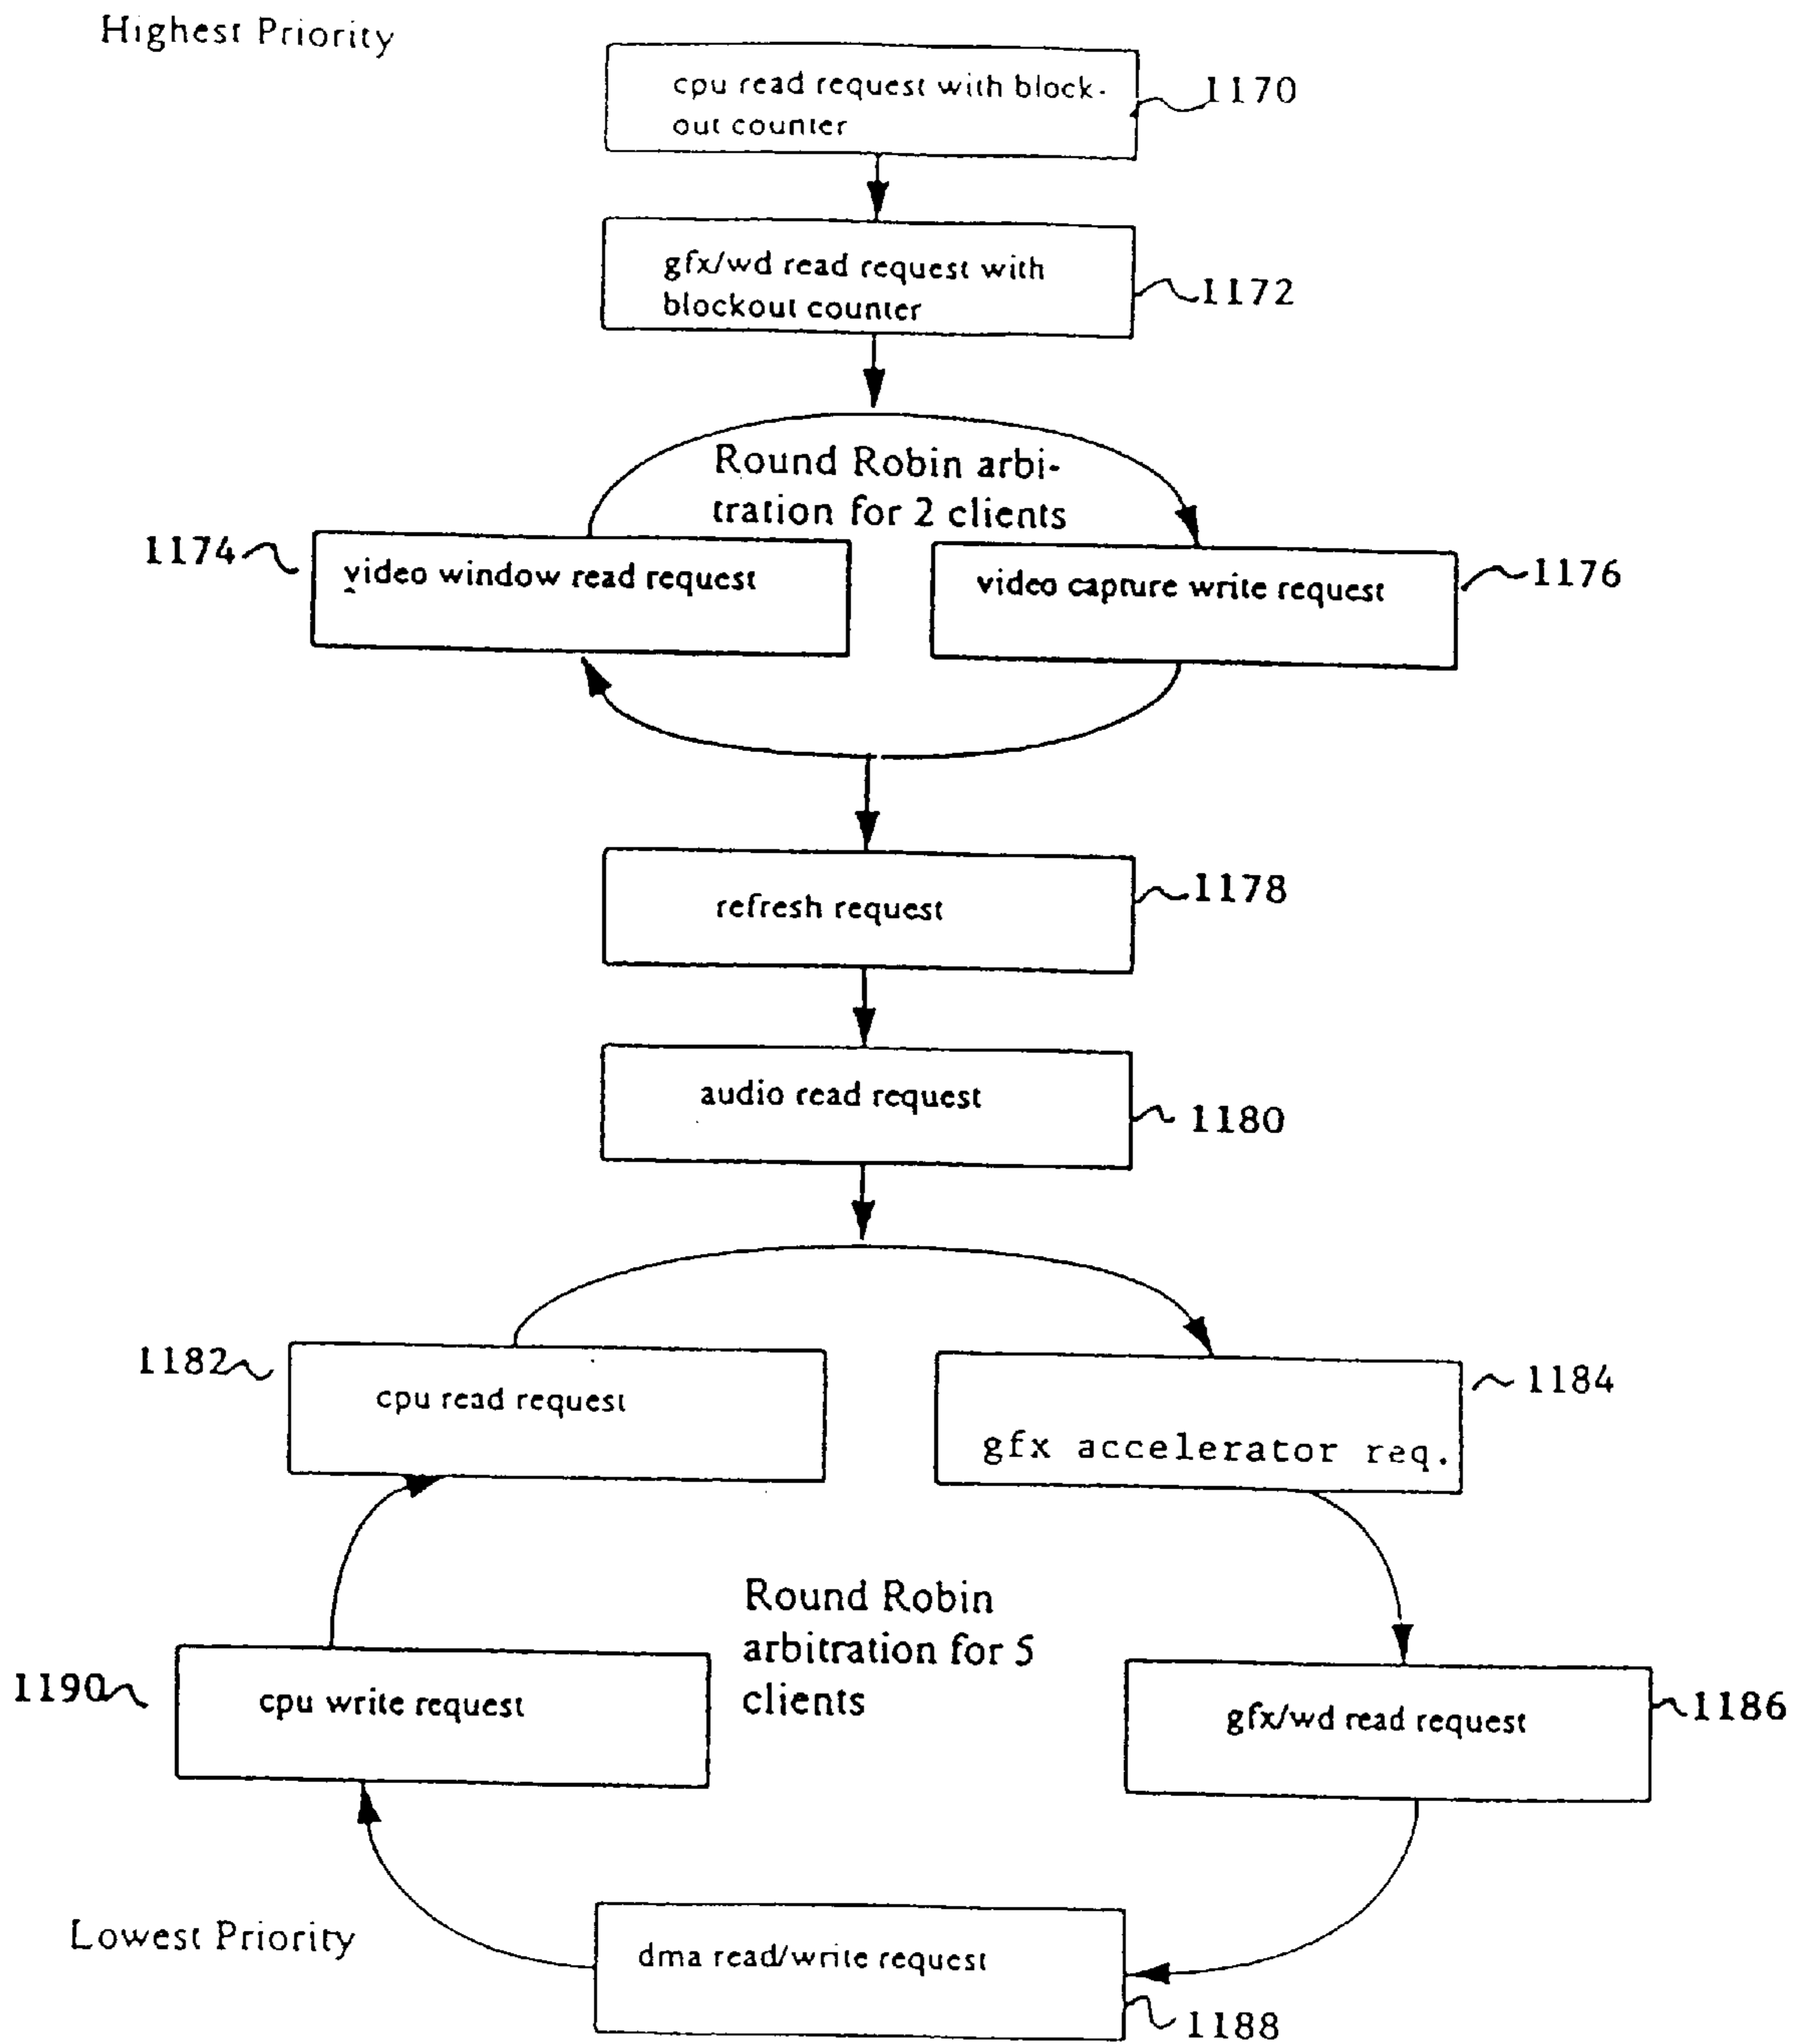 Highest Priority
cpu read request with block-
out counter
1170
gfx/wd read request with
blockout counter
1172
Round Robin arbi-
tration for 2 clients
1174
video window read request
video capture write request
1176
refresh request
1178
audio read request
1180
1182
cpu read request
gfx accelerator req.
1184
Round Robin
arbitration for 5
clients
1190
cpu write request
gfx/wd read request
1186
Lowest Priority
dma read/write request
1188